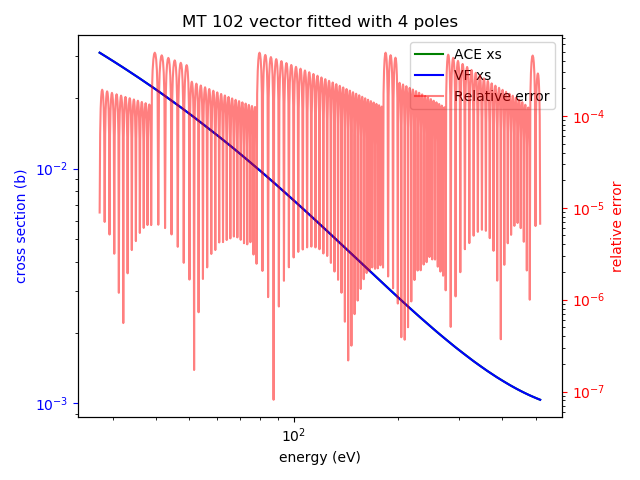 MT 102 vector fitted with 4 poles
ACE xs
VF xs
Relative error
10^-2
10^-3
cross section (b)
10^-4
10^-5
10^-6
10^-7
relative error
10^2
energy (eV)